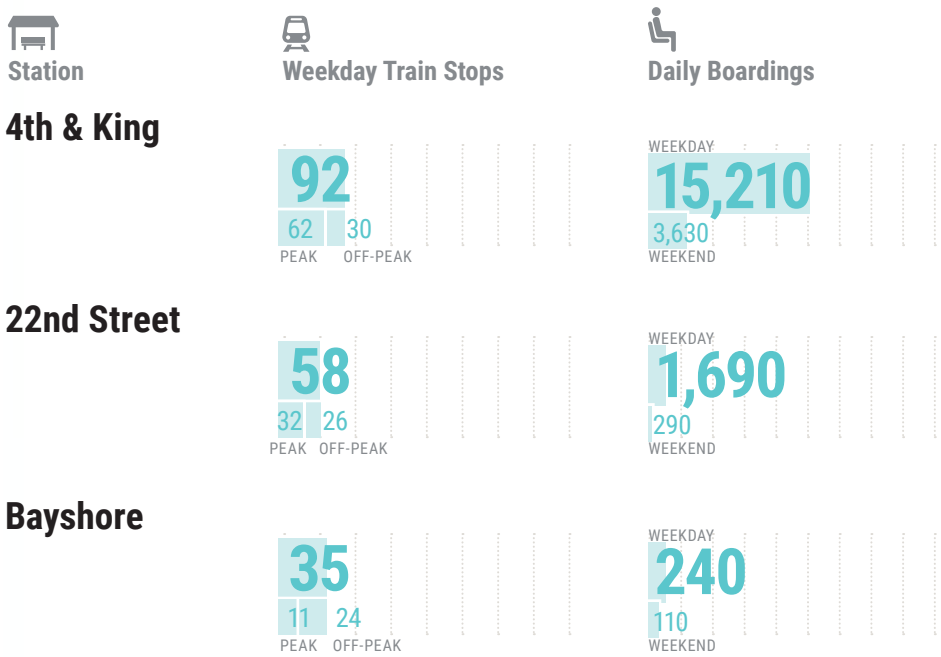 Station
Weekday Train Stops
Daily Boardings
4th & King
92
62
30
PEAK
OFF-PEAK
WEEKDAY
15,210
3,630
WEEKEND
22nd Street
58
32
26
PEAK
OFF-PEAK
WEEKDAY
1,690
290
WEEKEND
Bayshore
35
11
24
PEAK
OFF-PEAK
WEEKDAY
240
110
WEEKEND